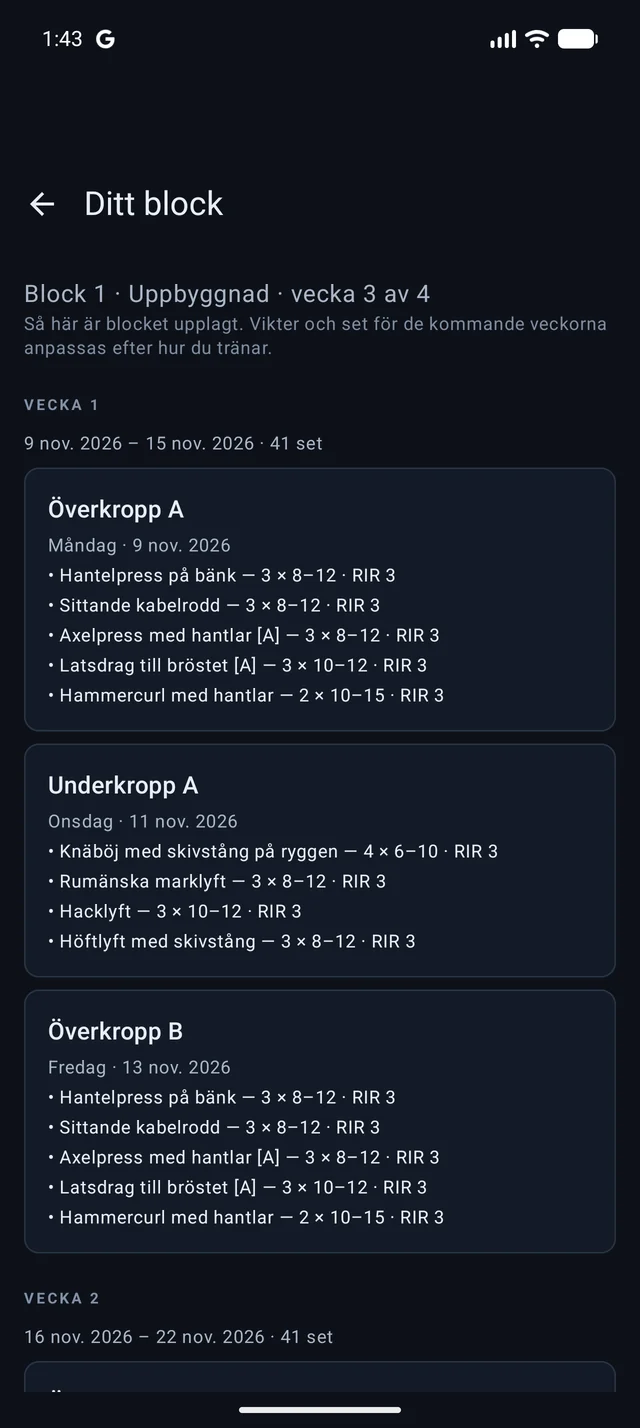 1:43 G
Ditt block
Block 1 · Uppbyggnad · vecka 3 av 4
Så här är blocket upplagt. Vikter och set för de kommande veckorna
anpassas efter hur du tränar.
VECKA 1
9 nov. 2026 – 15 nov. 2026 · 41 set
Överkropp A
Måndag · 9 nov. 2026
• Hantelpress på bänk — 3 × 8–12 · RIR 3
• Sittande kabelrodd — 3 × 8–12 · RIR 3
• Axelpress med hantlar [A] — 3 × 8–12 · RIR 3
• Latsdrag till bröstet [A] — 3 × 10–12 · RIR 3
• Hammercurl med hantlar — 2 × 10–15 · RIR 3
Underkropp A
Onsdag · 11 nov. 2026
• Knäböj med skivstång på ryggen — 4 × 6–10 · RIR 3
• Rumänska marklyft — 3 × 8–12 · RIR 3
• Hacklyft — 3 × 10–12 · RIR 3
• Höftlyft med skivstång — 3 × 8–12 · RIR 3
Överkropp B
Fredag · 13 nov. 2026
• Hantelpress på bänk — 3 × 8–12 · RIR 3
• Sittande kabelrodd — 3 × 8–12 · RIR 3
• Axelpress med hantlar [A] — 3 × 8–12 · RIR 3
• Latsdrag till bröstet [A] — 3 × 10–12 · RIR 3
• Hammercurl med hantlar — 2 × 10–15 · RIR 3
VECKA 2
16 nov. 2026 – 22 nov. 2026 · 41 set